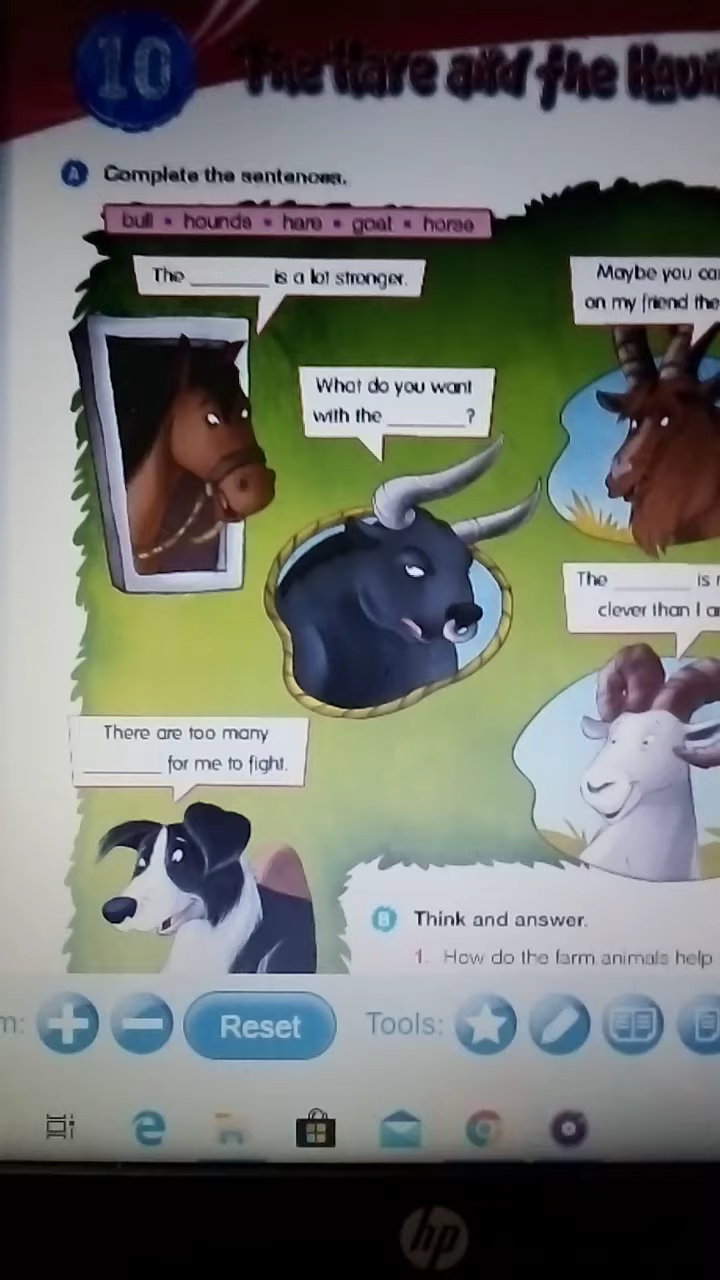 10 The Hare and the Hou
A Complete the sentences.
bull • hounds • hare • goat • horse
The ________ is a lot stronger.
Maybe you ca
on my friend the
What do you want
with the ________?
The ________ is
clever than I a
There are too many
________ for me to fight.
B Think and answer.
1. How do the farm animals help
m:
Reset
Tools:
hp